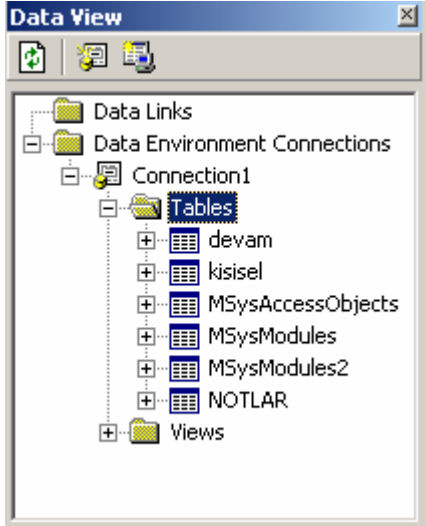 Data View
Data Links
Data Environment Connections
Connection1
Tables
devam
kisisel
MSysAccessObjects
MSysModules
MSysModules2
NOTLAR
Views